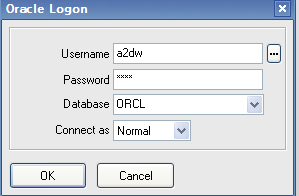 Oracle Logon
Username a2dw ...
Password ****
Database ORCL
Connect as Normal
OK Cancel